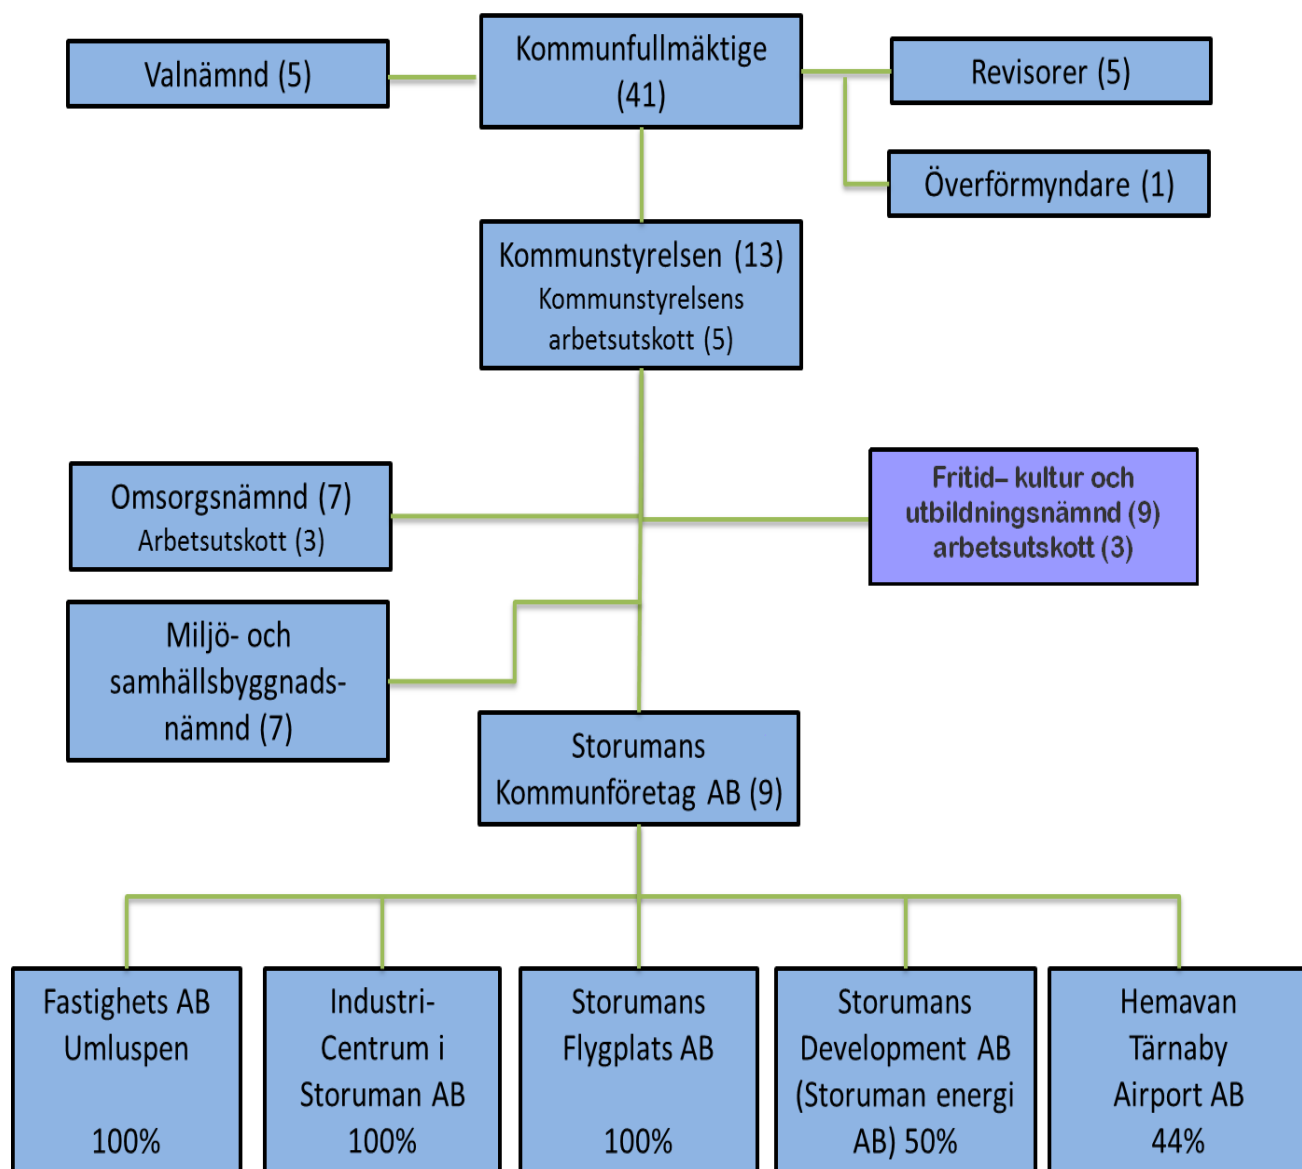 Kommunfullmäktige
(41)
Valnämnd (5)
Revisorer (5)
Överförmyndare (1)
Kommunstyrelsen (13)
Kommunstyrelsens
arbetsutskott (5)
Omsorgsnämnd (7)
Arbetsutskott (3)
Fritid– kultur och
utbildningsnämnd (9)
arbetsutskott (3)
Miljö- och
samhällsbyggnads-
nämnd (7)
Storumans
Kommunföretag AB (9)
Fastighets AB
Umluspen
100%
Industri-
Centrum i
Storuman AB
100%
Storumans
Flygplats AB
100%
Storumans
Development AB
(Storuman energi
AB) 50%
Hemavan
Tärnaby
Airport AB
44%